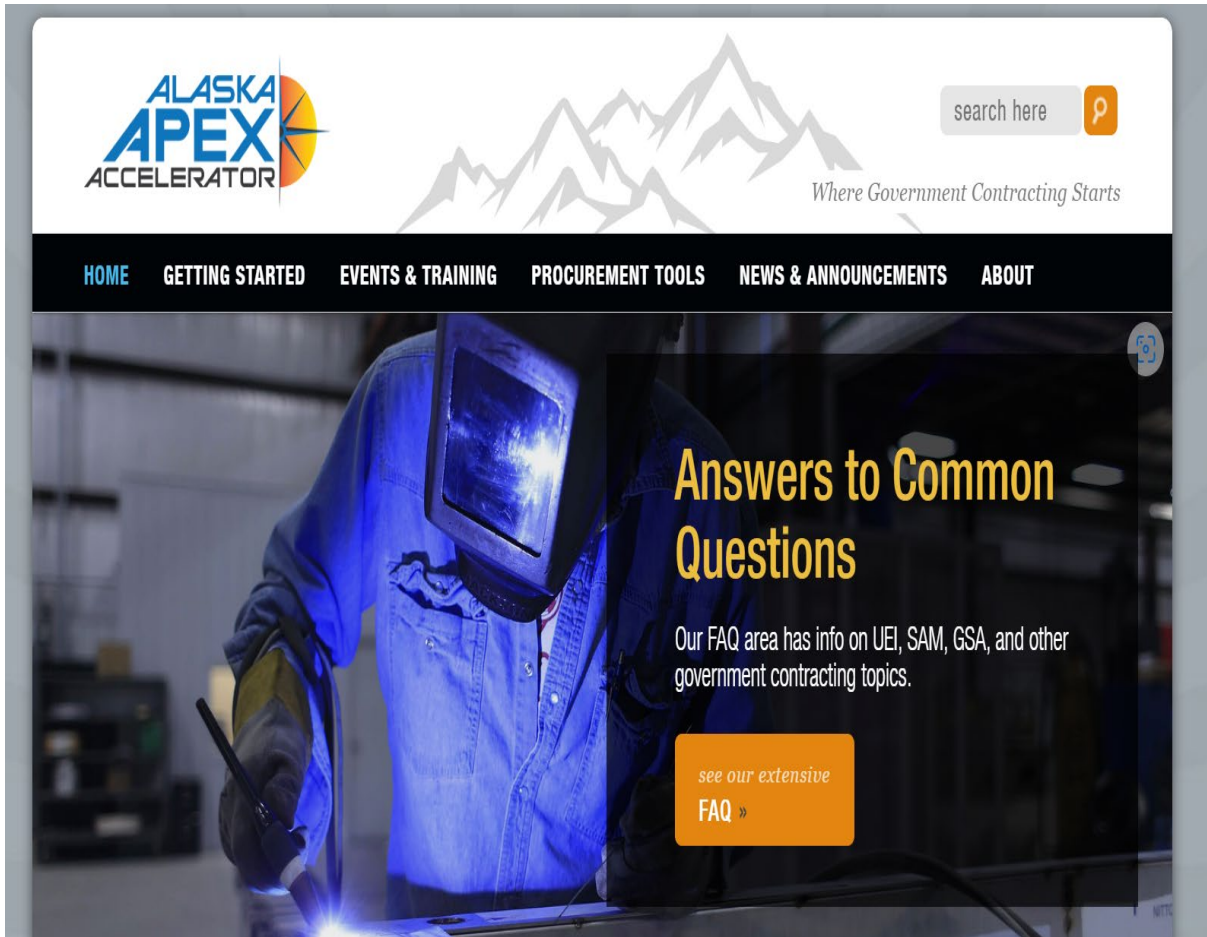 ALASKA
APEX
ACCELERATOR
search here
Where Government Contracting Starts
HOME GETTING STARTED EVENTS & TRAINING PROCUREMENT TOOLS NEWS & ANNOUNCEMENTS ABOUT
Answers to Common
Questions
Our FAQ area has info on UEI, SAM, GSA, and other
government contracting topics.
see our extensive
FAQ »